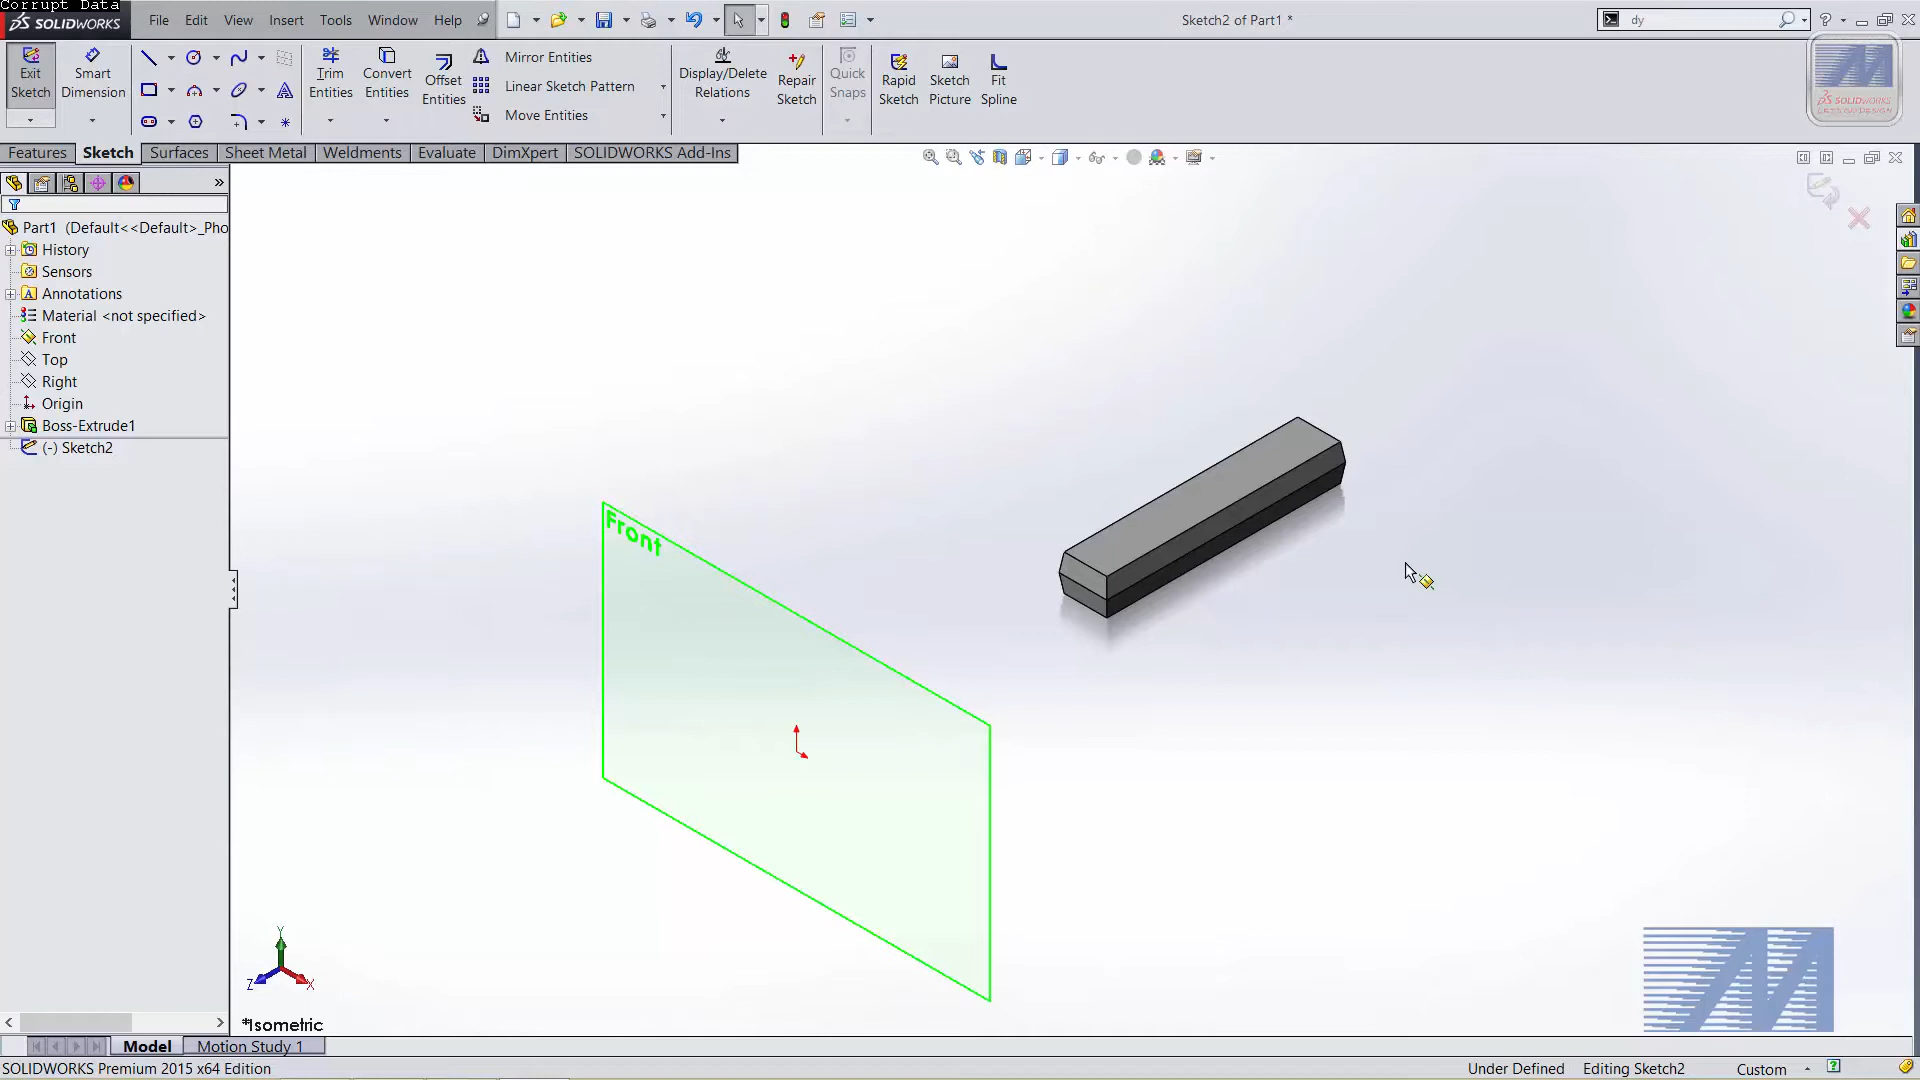 Corrupt Data
SOLIDWORKS
File Edit View Insert Tools Window Help
Sketch2 of Part1 *
dy
Exit Sketch
Smart Dimension
Trim Entities
Convert Entities
Offset Entities
Mirror Entities
Linear Sketch Pattern
Move Entities
Display/Delete Relations
Repair Sketch
Quick Snaps
Rapid Sketch
Sketch Picture
Fit Spline
SOLIDWORKS
LET'S GO DESIGN
Features Sketch Surfaces Sheet Metal Weldments Evaluate DimXpert SOLIDWORKS Add-Ins
Part1 (Default<<Default>_Pho
History
Sensors
Annotations
Material <not specified>
Front
Top
Right
Origin
Boss-Extrude1
(-) Sketch2
Front
Y
Z
X
*Isometric
Model Motion Study 1
SOLIDWORKS Premium 2015 x64 Edition
Under Defined Editing Sketch2 Custom